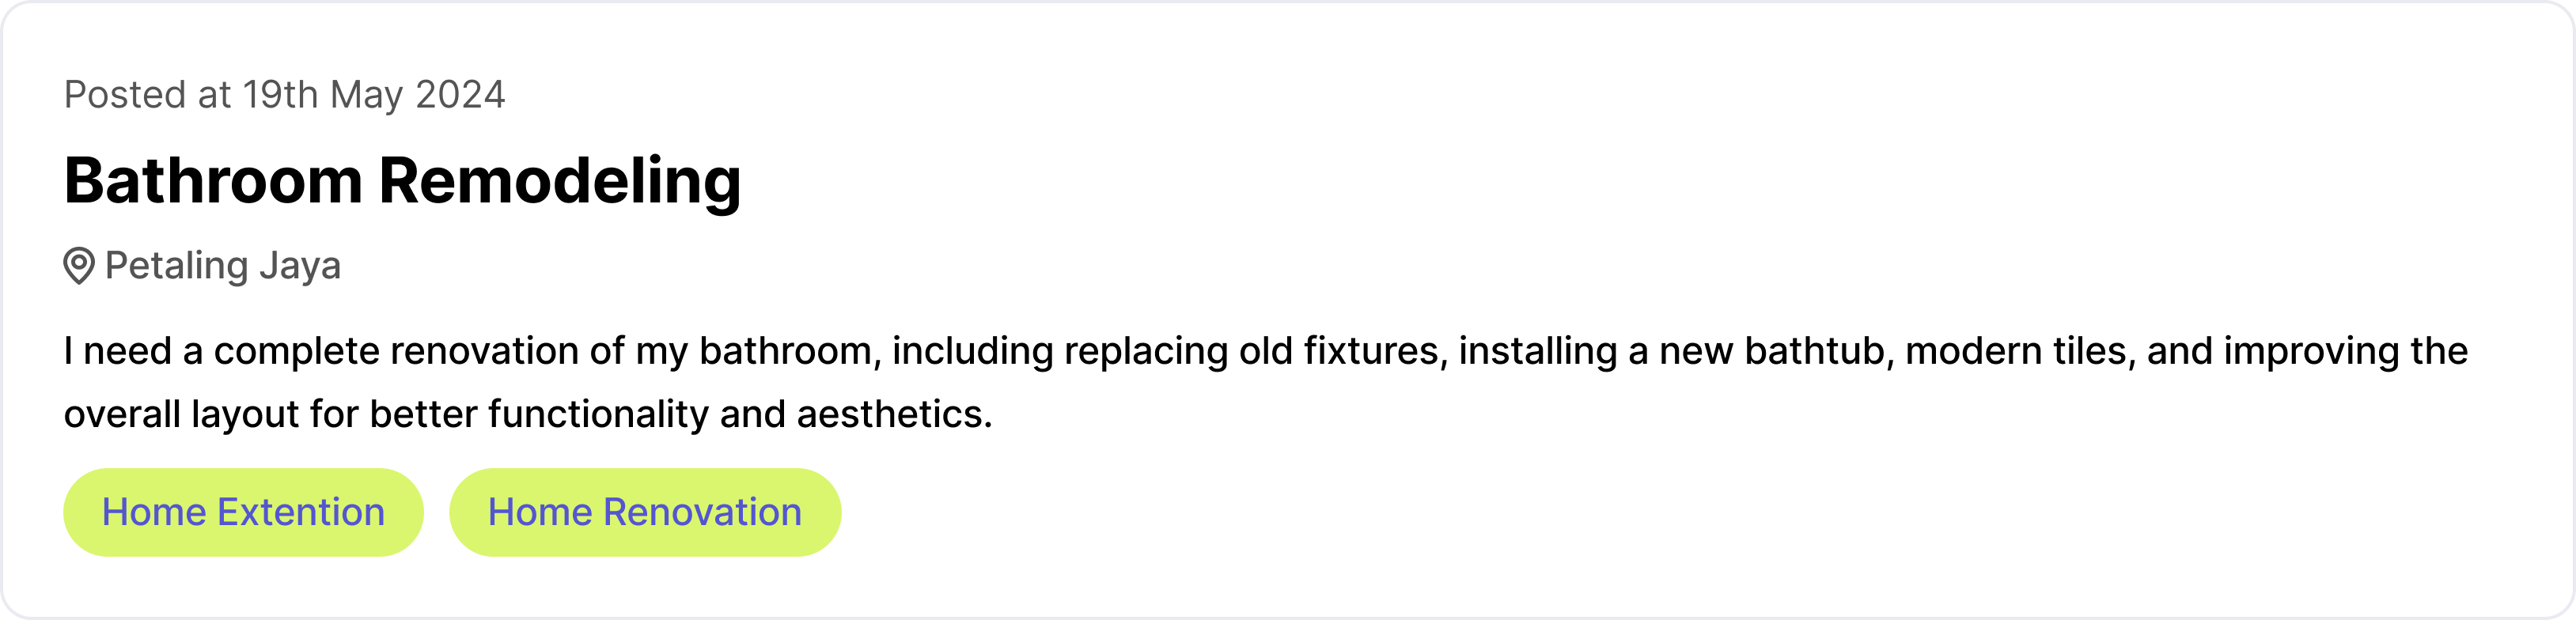 Posted at 19th May 2024
Bathroom Remodeling
Petaling Jaya
I need a complete renovation of my bathroom, including replacing old fixtures, installing a new bathtub, modern tiles, and improving the
overall layout for better functionality and aesthetics.
Home Extention
Home Renovation